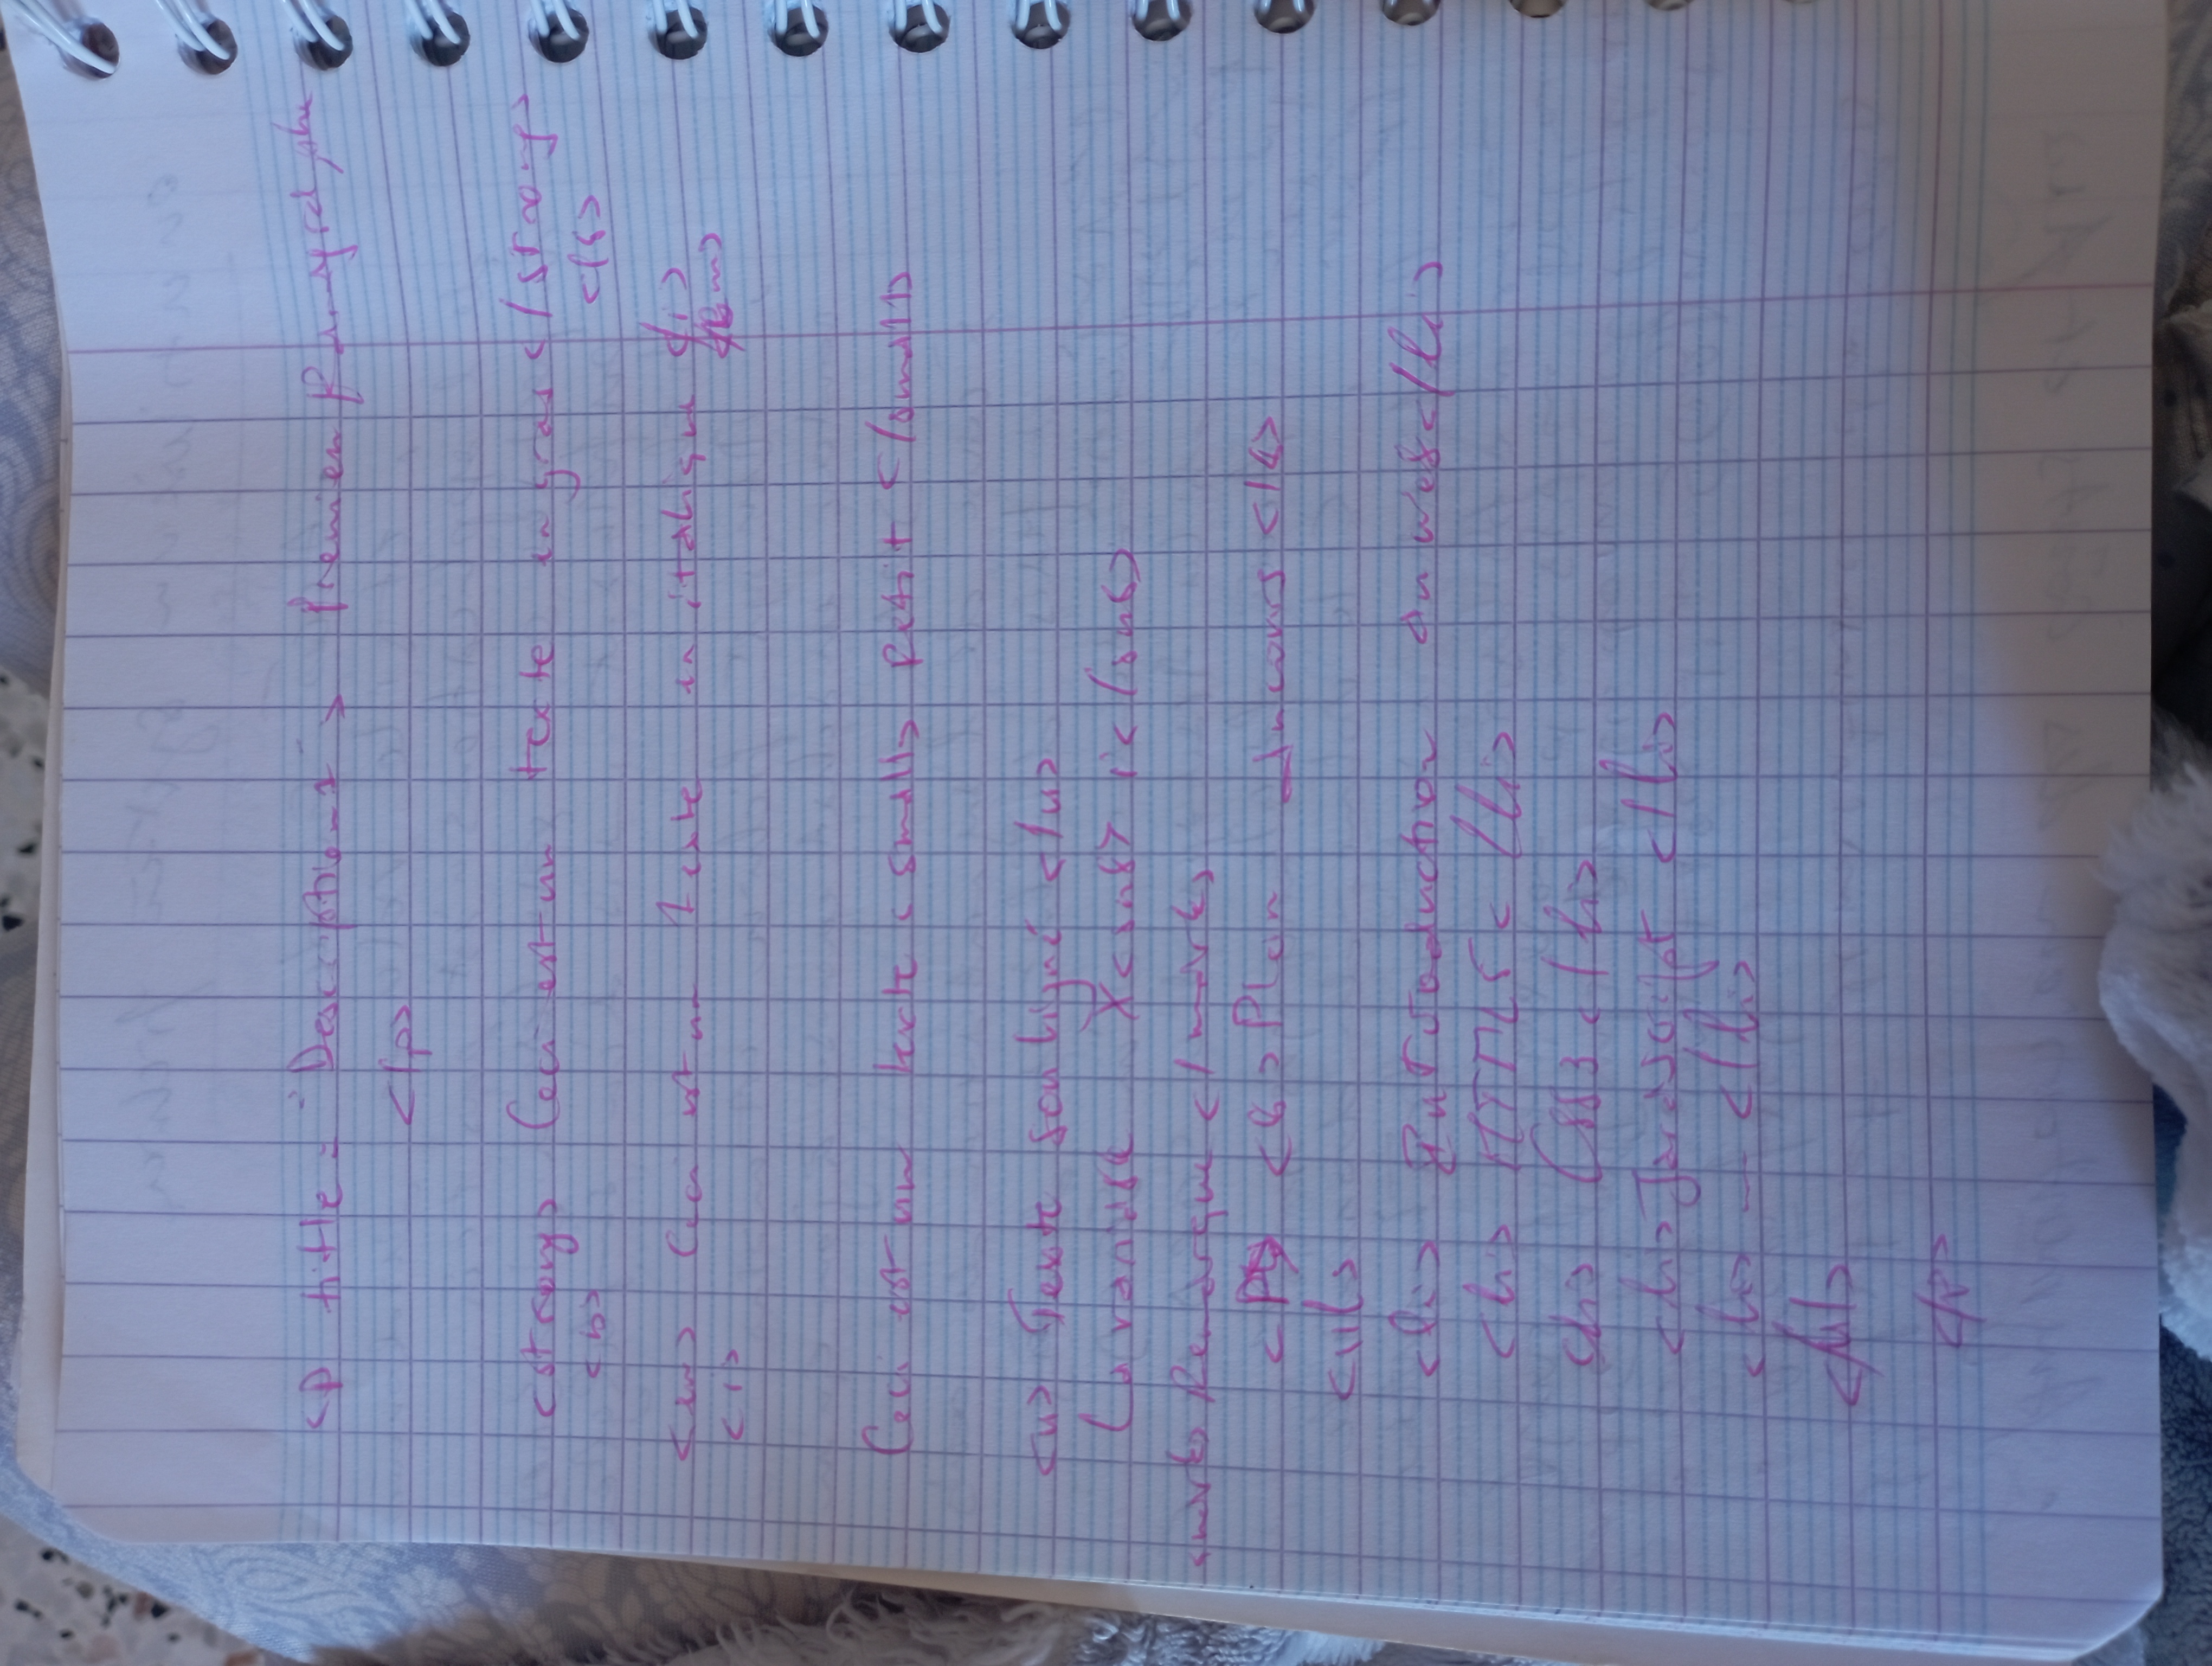 <p title = "Description 1"> Premier Paragraphe
</p>
<strong> Ceci est un texte en gras </strong>
<b> </b>
<em> Ceci est un texte en italique </i>
<i> </em>
Ceci est un texte <small> Petit </small>
<u> Texte souligné </u>
La variable X<sub> i </sub>
<mark> Remarque </mark>
<P> <b> Plan du cours </b>
<ul>
<li> Introduction du web </li>
<li> HTML5 </li>
<li> CSS3 </li>
<li> JavaScript </li>
<li> — </li>
</ul>
</P>